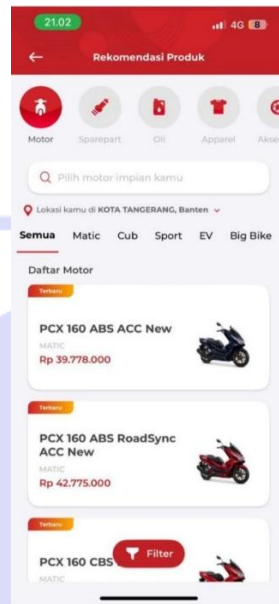 21.02
4G 8
Rekomendasi Produk
Motor Sparepart Oli Apparel Akse
Pilih motor impian kamu
Lokasi kamu di KOTA TANGERANG, Banten
Semua Matic Cub Sport EV Big Bike
Daftar Motor
Terbaru
PCX 160 ABS ACC New
MATIC
Rp 39.778.000
Terbaru
PCX 160 ABS RoadSync
ACC New
MATIC
Rp 42.775.000
Terbaru
PCX 160 CBS
Filter
MATIC